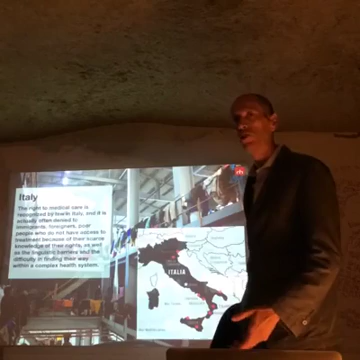 Italy
The right to medical care is
recognized by law in Italy, and it is
actually often denied to
immigrants, foreigners, poor
people who do not have access to
treatment because of their scarce
knowledge of their rights, as well
as the linguistic barriers and the
difficulty in finding their way
within a complex health system.
ITALIA